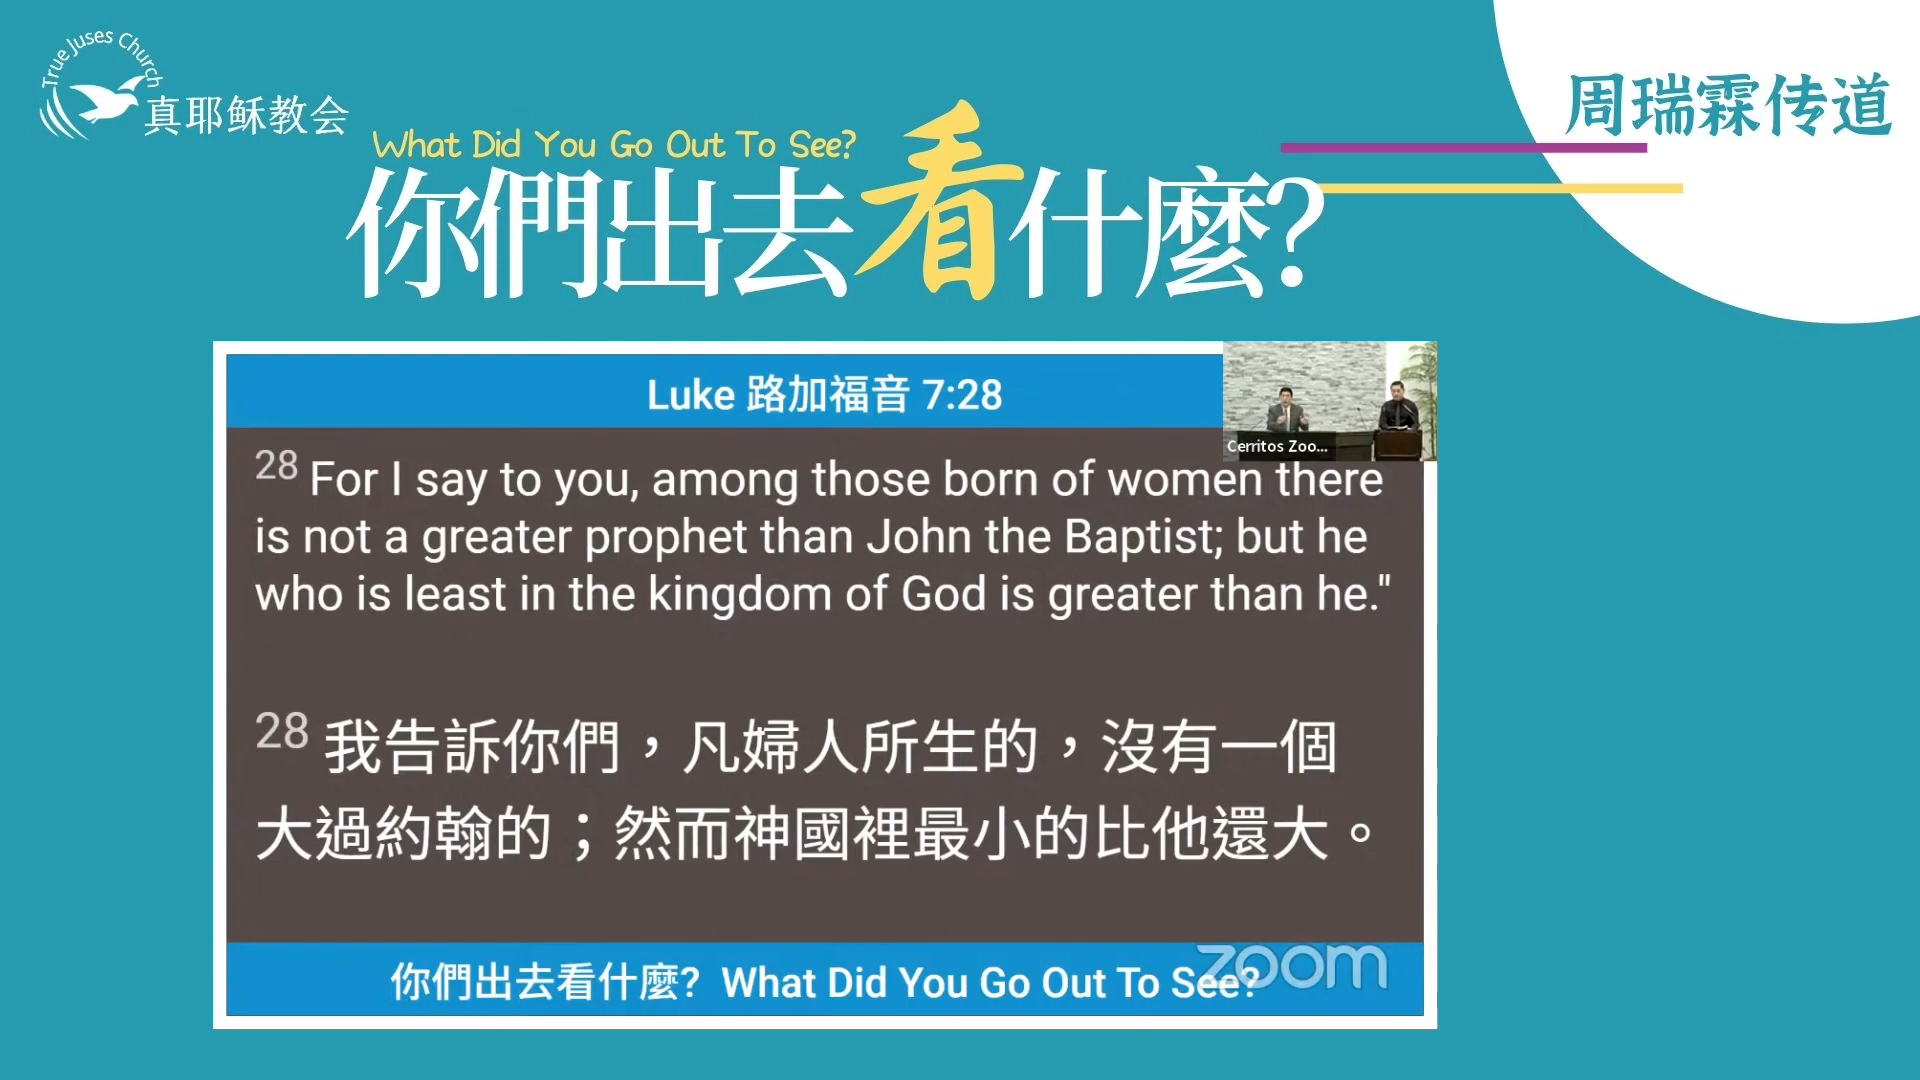 True Juses Church
真耶稣教会
周瑞霖传道
What Did You Go Out To See?
你們出去看什麼?
Luke 路加福音 7:28
Cerritos Zoo...
28 For I say to you, among those born of women there
is not a greater prophet than John the Baptist; but he
who is least in the kingdom of God is greater than he."
28 我告訴你們，凡婦人所生的，沒有一個
大過約翰的；然而神國裡最小的比他還大。
你們出去看什麼? What Did You Go Out To See?
zoom